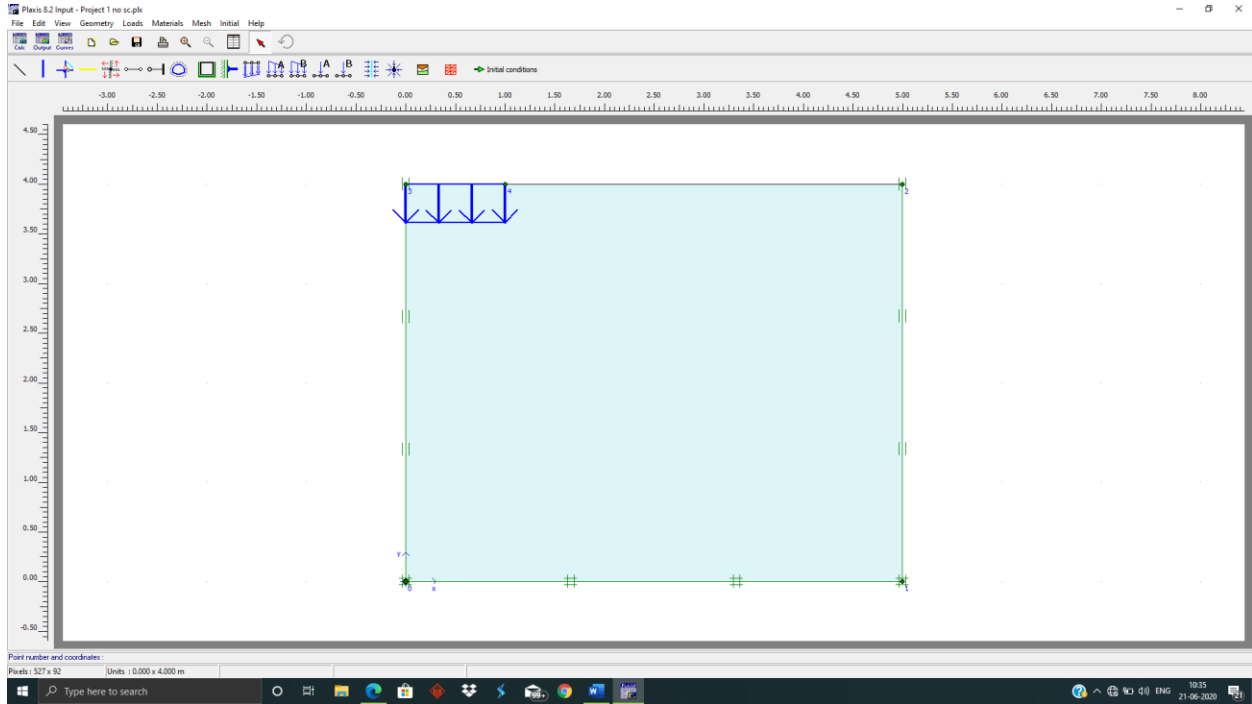 Plaxis 8.2 Input - Project 1 no sc.plx
File Edit View Geometry Loads Materials Mesh Initial Help
Calc Output Curves
A B A B Initial conditions
-3.00 -2.50 -2.00 -1.50 -1.00 -0.50 0.00 0.50 1.00 1.50 2.00 2.50 3.00 3.50 4.00 4.50 5.00 5.50 6.00 6.50 7.00 7.50 8.00
4.50
4.00
3 4 2
3.50
3.00
2.50
2.00
1.50
1.00
0.50
y
0.00
0 x 1
-0.50
Point number and coordinates :
Pixels : 527 x 92 Units : 0.000 x 4.000 m
Type here to search 99+ ENG 10:35
21-06-2020 21